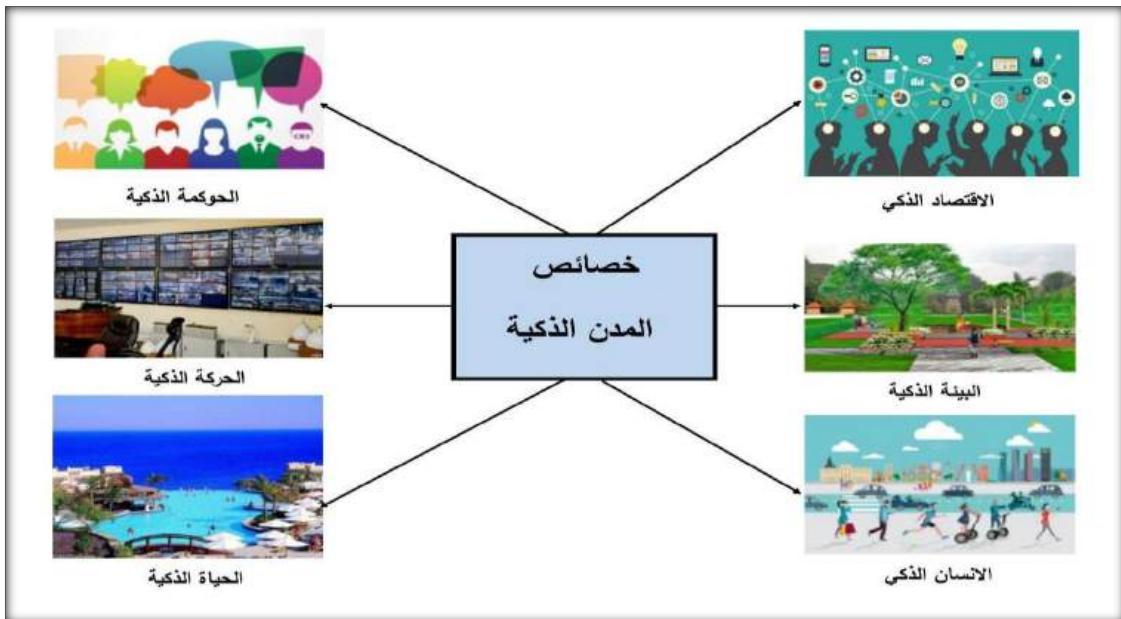 الاقتصاد الذكي
الحوكمة الذكية
خصائص
المدن الذكية
البيئة الذكية
الحركة الذكية
الانسان الذكي
الحياة الذكية